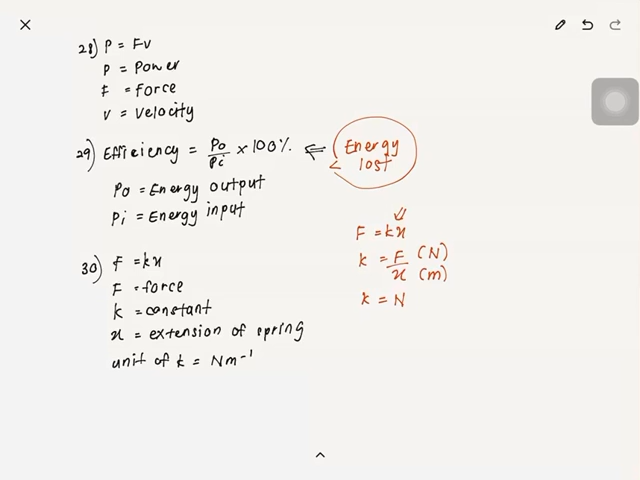 28) P = Fv
P = Power
F = Force
v = velocity
29) Efficiency = Po/Pi × 100%. ⇐ Energy lost
Po = Energy output
Pi = Energy input
30) F = kx
F = force
k = constant
x = extension of spring
unit of k = Nm⁻¹
F = kx
k = F/x (N) (m)
k = N